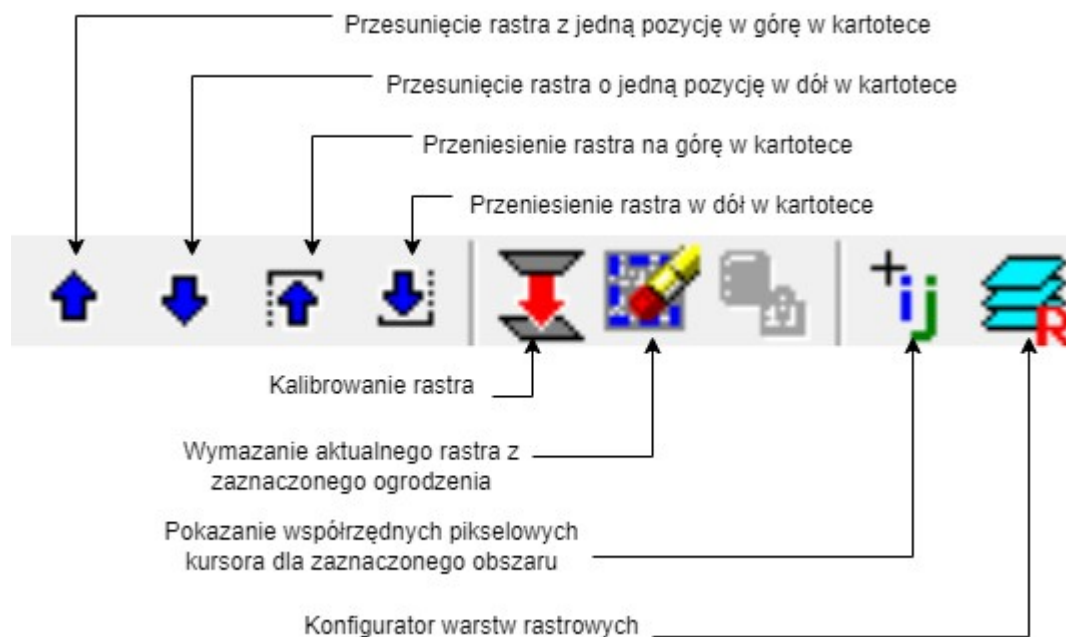 Przesunięcie rastra z jedną pozycję w górę w kartotece
Przesunięcie rastra o jedną pozycję w dół w kartotece
Przeniesienie rastra na górę w kartotece
Przeniesienie rastra w dół w kartotece
+ij
R
Kalibrowanie rastra
Wymazanie aktualnego rastra z
zaznaczonego ogrodzenia
Pokazanie współrzędnych pikselowych
kursora dla zaznaczonego obszaru
Konfigurator warstw rastrowych